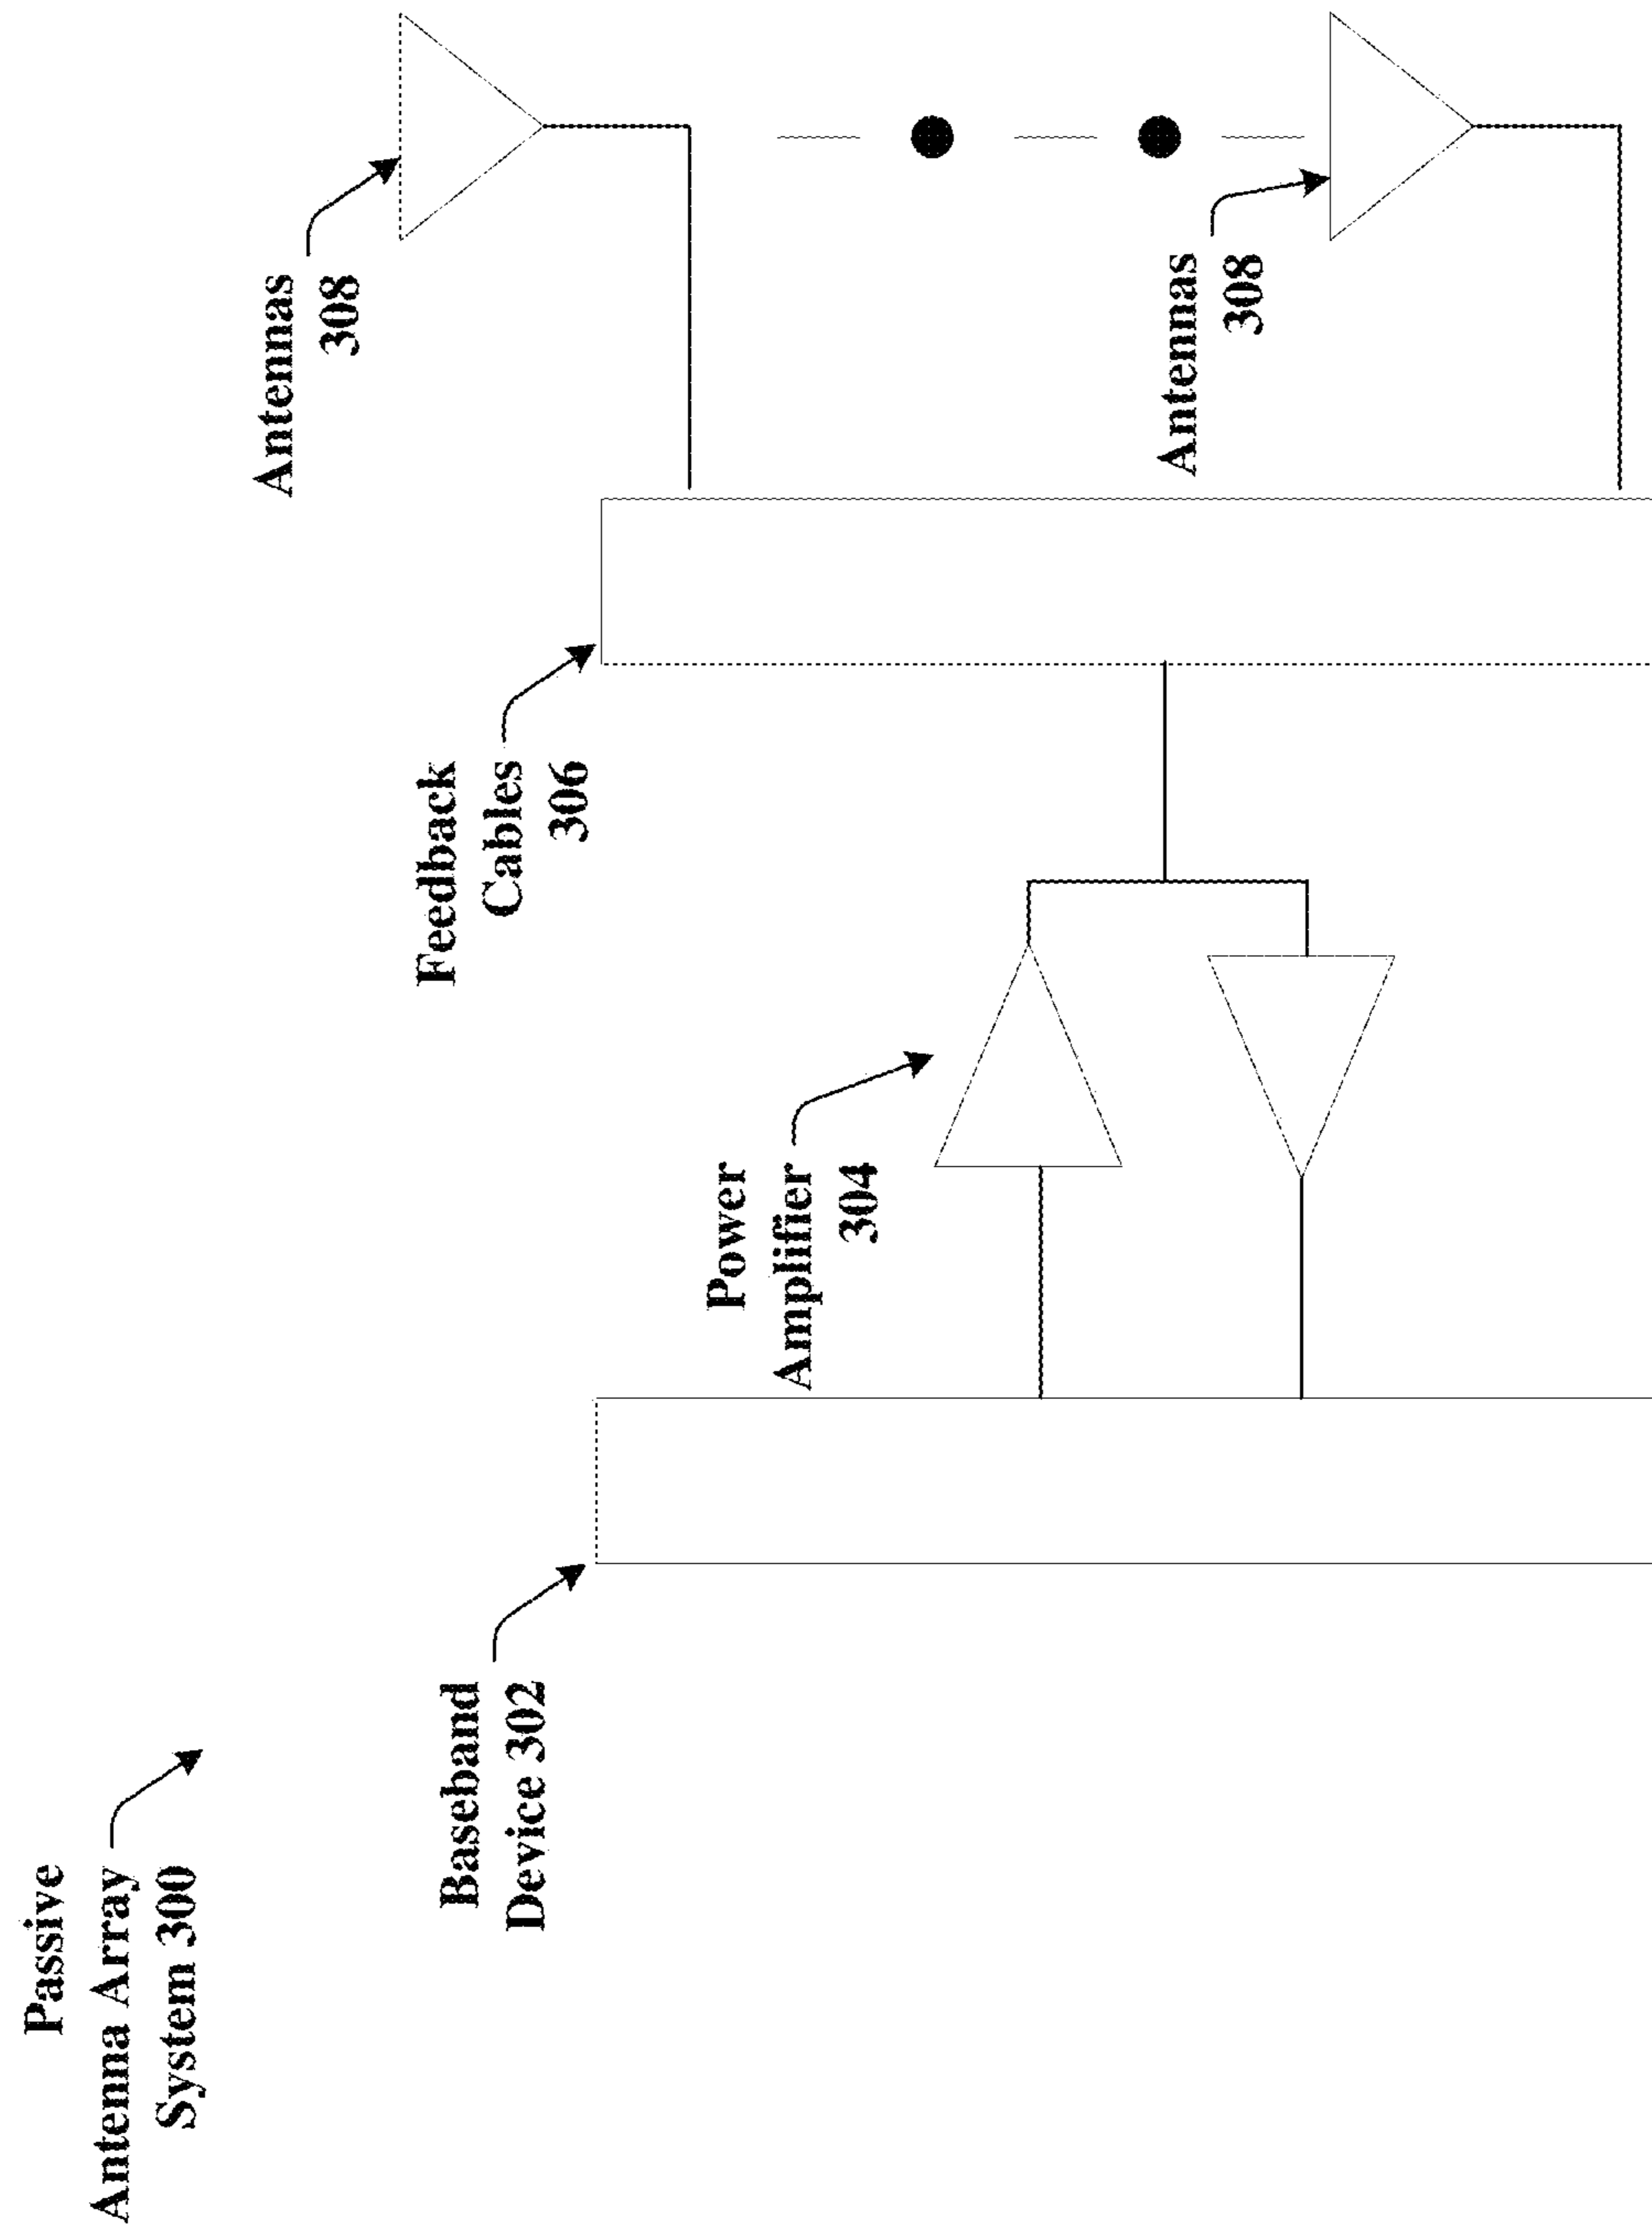 Passive
Antenna Array
System 300
Baseband
Device 302
Power
Amplifier
304
Feedback
Cables
306
Antennas
308
Antennas
308